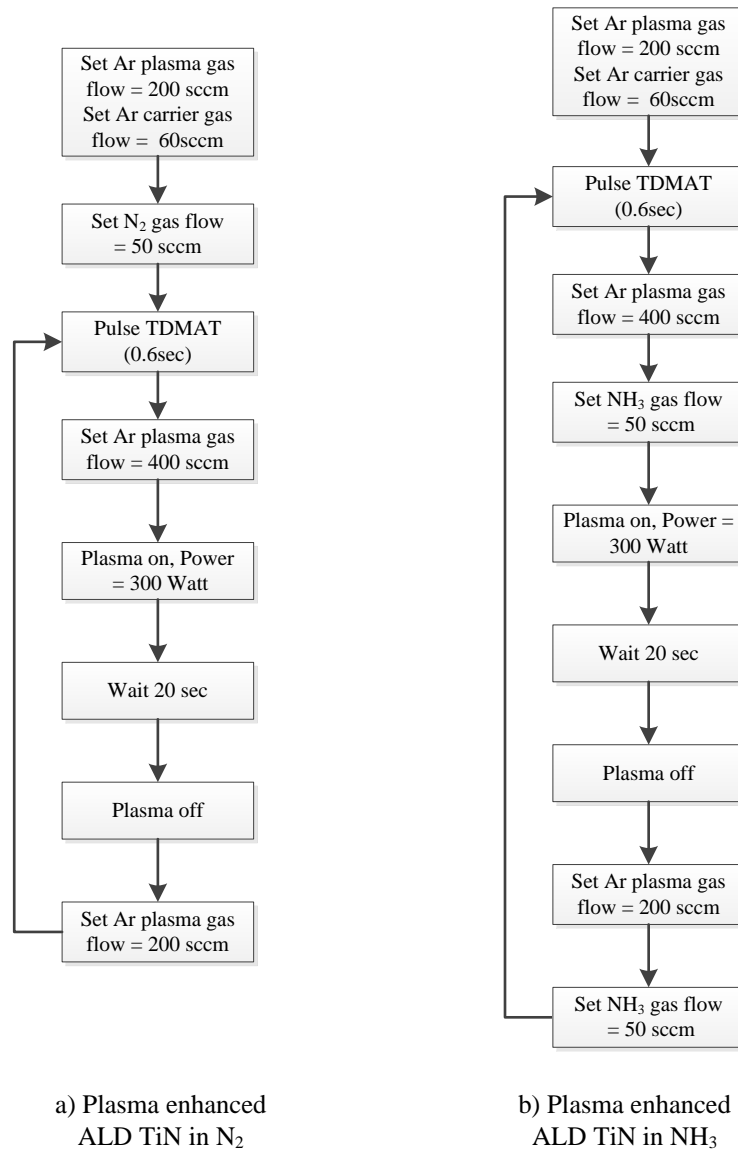 Set Ar plasma gas
flow = 200 sccm
Set Ar carrier gas
flow = 60sccm
Set N₂ gas flow
= 50 sccm
Pulse TDMAT
(0.6sec)
Set Ar plasma gas
flow = 400 sccm
Plasma on, Power
= 300 Watt
Wait 20 sec
Plasma off
Set Ar plasma gas
flow = 200 sccm
a) Plasma enhanced
ALD TiN in N₂
Set Ar plasma gas
flow = 200 sccm
Set Ar carrier gas
flow = 60sccm
Pulse TDMAT
(0.6sec)
Set Ar plasma gas
flow = 400 sccm
Set NH₃ gas flow
= 50 sccm
Plasma on, Power =
300 Watt
Wait 20 sec
Plasma off
Set Ar plasma gas
flow = 200 sccm
Set NH₃ gas flow
= 50 sccm
b) Plasma enhanced
ALD TiN in NH₃